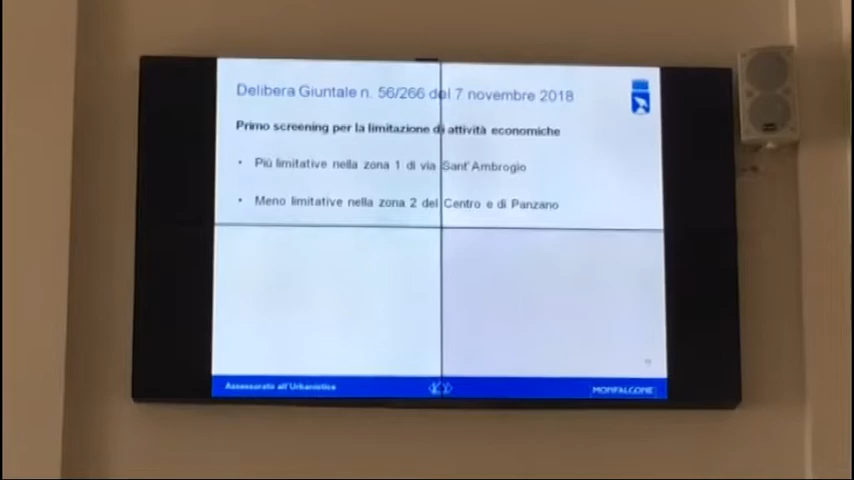 Delibera Giuntale n. 56/266 del 7 novembre 2018
Primo screening per la limitazione di attività economiche
• Più limitative nella zona 1 di via Sant'Ambrogio
• Meno limitative nella zona 2 del Centro e di Panzano
Assessorato all'Urbanistica
MONFALCONE